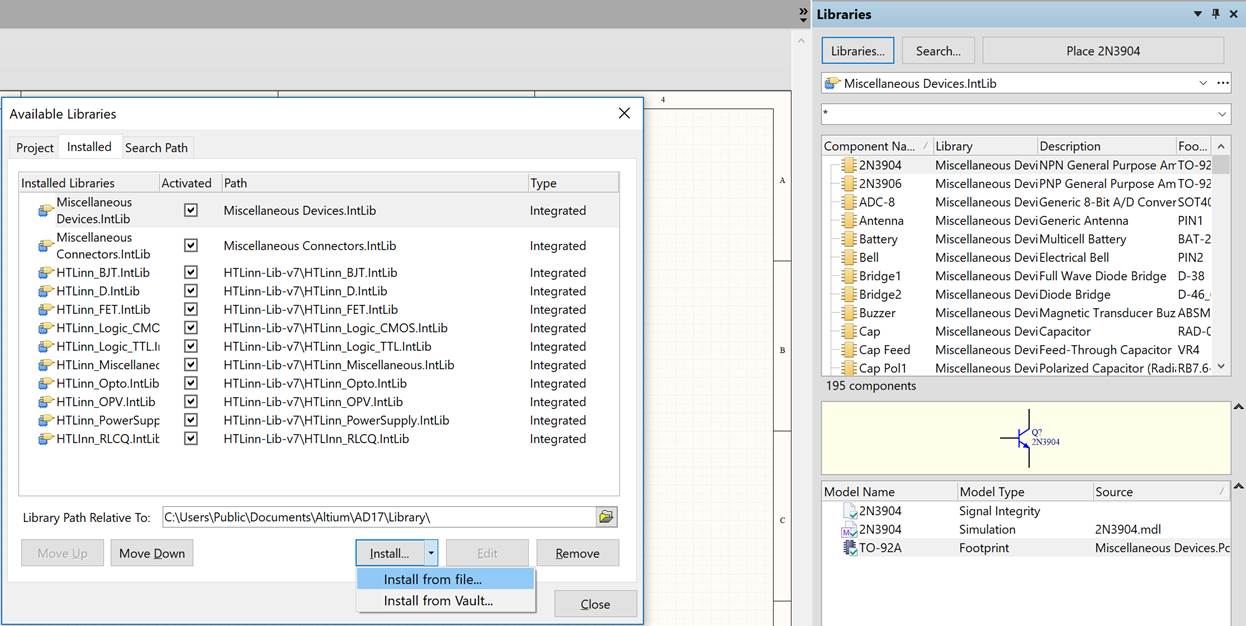 Available Libraries
Project Installed Search Path
Installed Libraries Activated Path Type
Miscellaneous Devices.IntLib Miscellaneous Devices.IntLib Integrated
Miscellaneous Connectors.IntLib Miscellaneous Connectors.IntLib Integrated
HTLinn_BJT.IntLib HTLinn-Lib-v7\HTLinn_BJT.IntLib Integrated
HTLinn_D.IntLib HTLinn-Lib-v7\HTLinn_D.IntLib Integrated
HTLinn_FET.IntLib HTLinn-Lib-v7\HTLinn_FET.IntLib Integrated
HTLinn_Logic_CMO HTLinn-Lib-v7\HTLinn_Logic_CMOS.IntLib Integrated
HTLinn_Logic_TTL.I HTLinn-Lib-v7\HTLinn_Logic_TTL.IntLib Integrated
HTLinn_Miscellanec HTLinn-Lib-v7\HTLinn_Miscellaneous.IntLib Integrated
HTLinn_Opto.IntLib HTLinn-Lib-v7\HTLinn_Opto.IntLib Integrated
HTLinn_OPV.IntLib HTLinn-Lib-v7\HTLinn_OPV.IntLib Integrated
HTLinn_PowerSupp HTLinn-Lib-v7\HTLinn_PowerSupply.IntLib Integrated
HTLInn_RLCQ.IntLib HTLinn-Lib-v7\HTLInn_RLCQ.IntLib Integrated
Library Path Relative To: C:\Users\Public\Documents\Altium\AD17\Library\
Move Up Move Down Install... Edit Remove
Install from file...
Install from Vault...
Close
4
A
B
C
Libraries
Libraries... Search... Place 2N3904
Miscellaneous Devices.IntLib ...
*
Component Na... / Library Description Foo...
2N3904 Miscellaneous Devi NPN General Purpose Am TO-92
2N3906 Miscellaneous Devi PNP General Purpose Am TO-92
ADC-8 Miscellaneous Devi Generic 8-Bit A/D Conver SOT40
Antenna Miscellaneous Devi Generic Antenna PIN1
Battery Miscellaneous Devi Multicell Battery BAT-2
Bell Miscellaneous Devi Electrical Bell PIN2
Bridge1 Miscellaneous Devi Full Wave Diode Bridge D-38
Bridge2 Miscellaneous Devi Diode Bridge D-46_
Buzzer Miscellaneous Devi Magnetic Transducer Buz ABSM
Cap Miscellaneous Devi Capacitor RAD-0
Cap Feed Miscellaneous Devi Feed-Through Capacitor VR4
Cap Pol1 Miscellaneous Devi Polarized Capacitor (Radi RB7.6-
195 components
Q?
2N3904
Model Name Model Type Source /
2N3904 Signal Integrity
2N3904 Simulation 2N3904.mdl
TO-92A Footprint Miscellaneous Devices.Pc